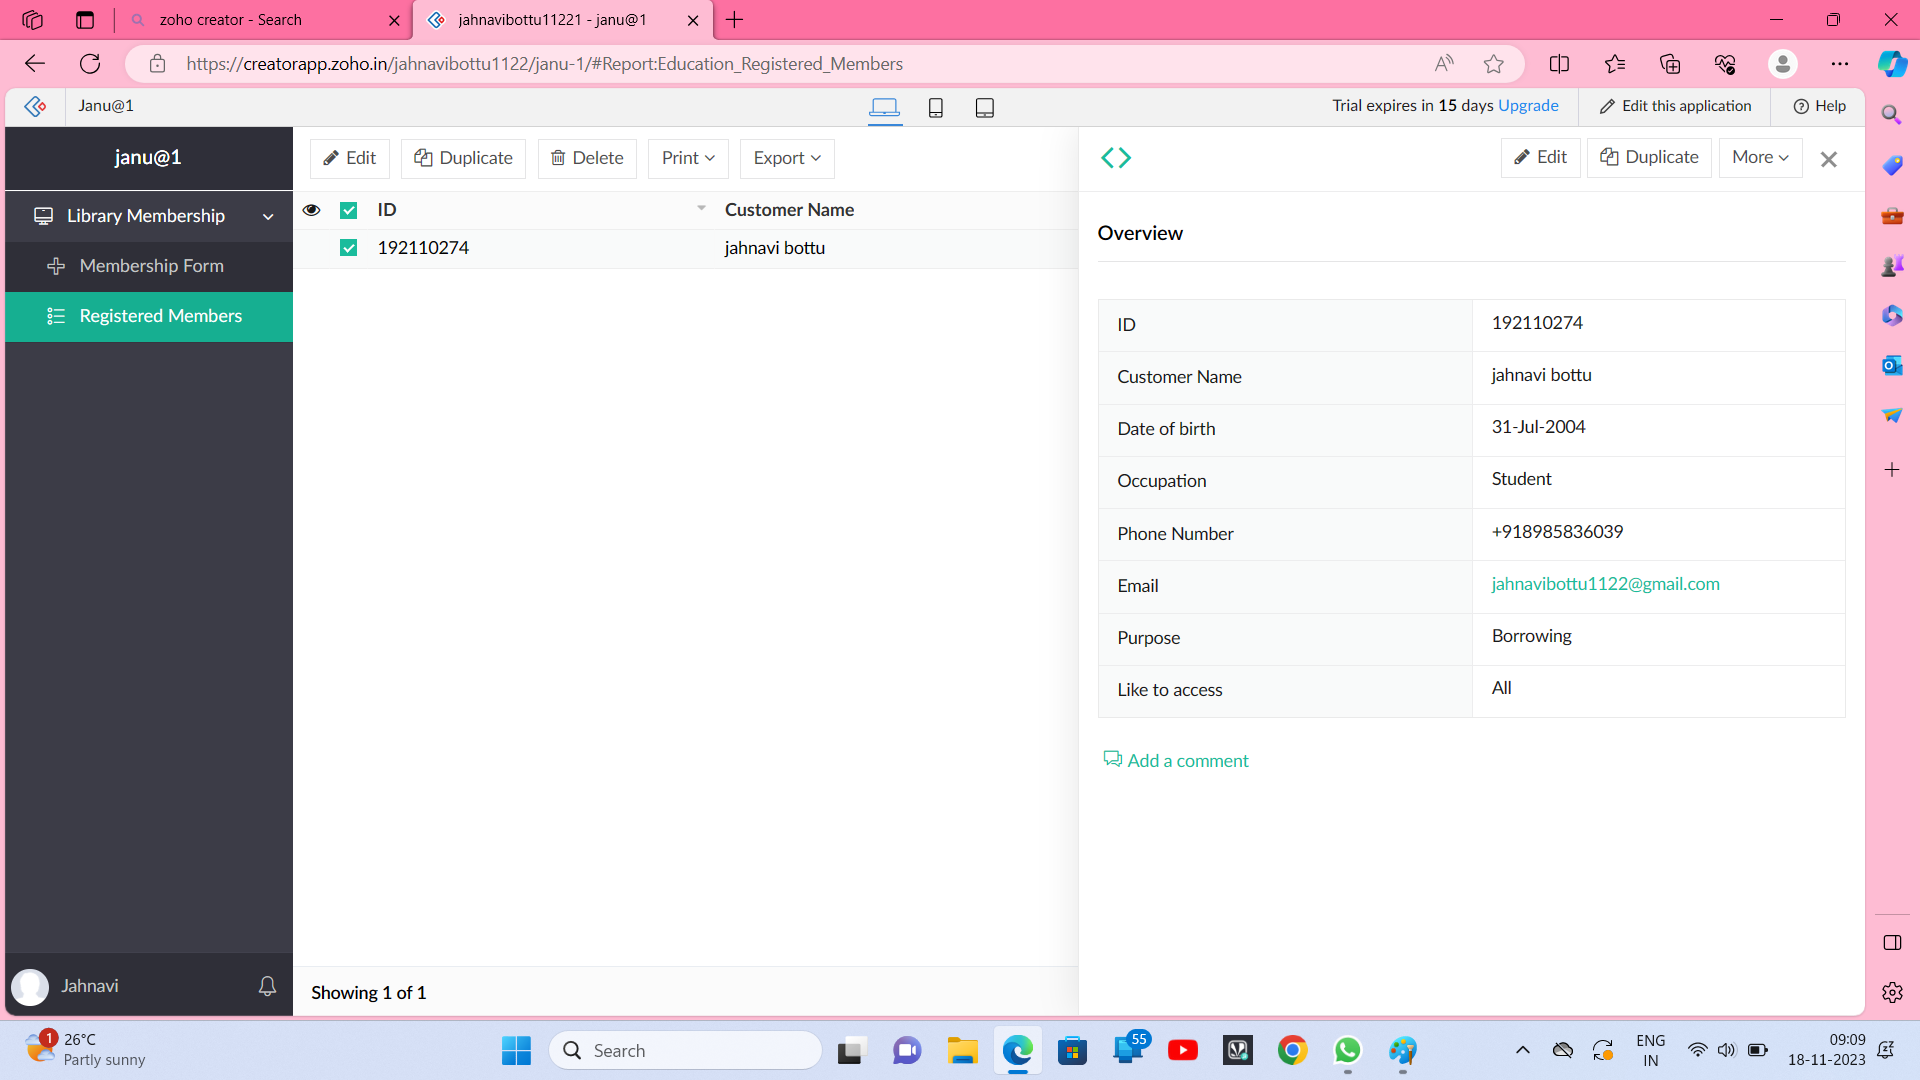 zoho creator - Search
jahnavibottu11221 - janu@1
https://creatorapp.zoho.in/jahnavibottu1122/janu-1/#Report:Education_Registered_Members
Janu@1
Trial expires in 15 days Upgrade
Edit this application
Help
janu@1
Edit
Duplicate
Delete
Print
Export
Edit
Duplicate
More
Library Membership
Membership Form
Registered Members
ID
Customer Name
192110274
jahnavi bottu
Overview
ID
192110274
Customer Name
jahnavi bottu
Date of birth
31-Jul-2004
Occupation
Student
Phone Number
+918985836039
Email
jahnavibottu1122@gmail.com
Purpose
Borrowing
Like to access
All
Add a comment
Jahnavi
Showing 1 of 1
1
26°C
Partly sunny
Search
55
ENG
IN
09:09
18-11-2023